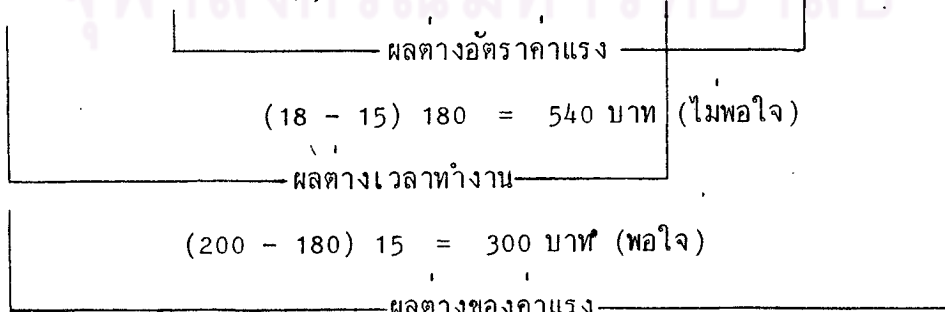 ผลต่างอัตราค่าแรง
(18 - 15) 180 = 540 บาท (ไม่พอใจ)
ผลต่างเวลาทำงาน
(200 - 180) 15 = 300 บาท (พอใจ)
ผลต่างของค่าแรง